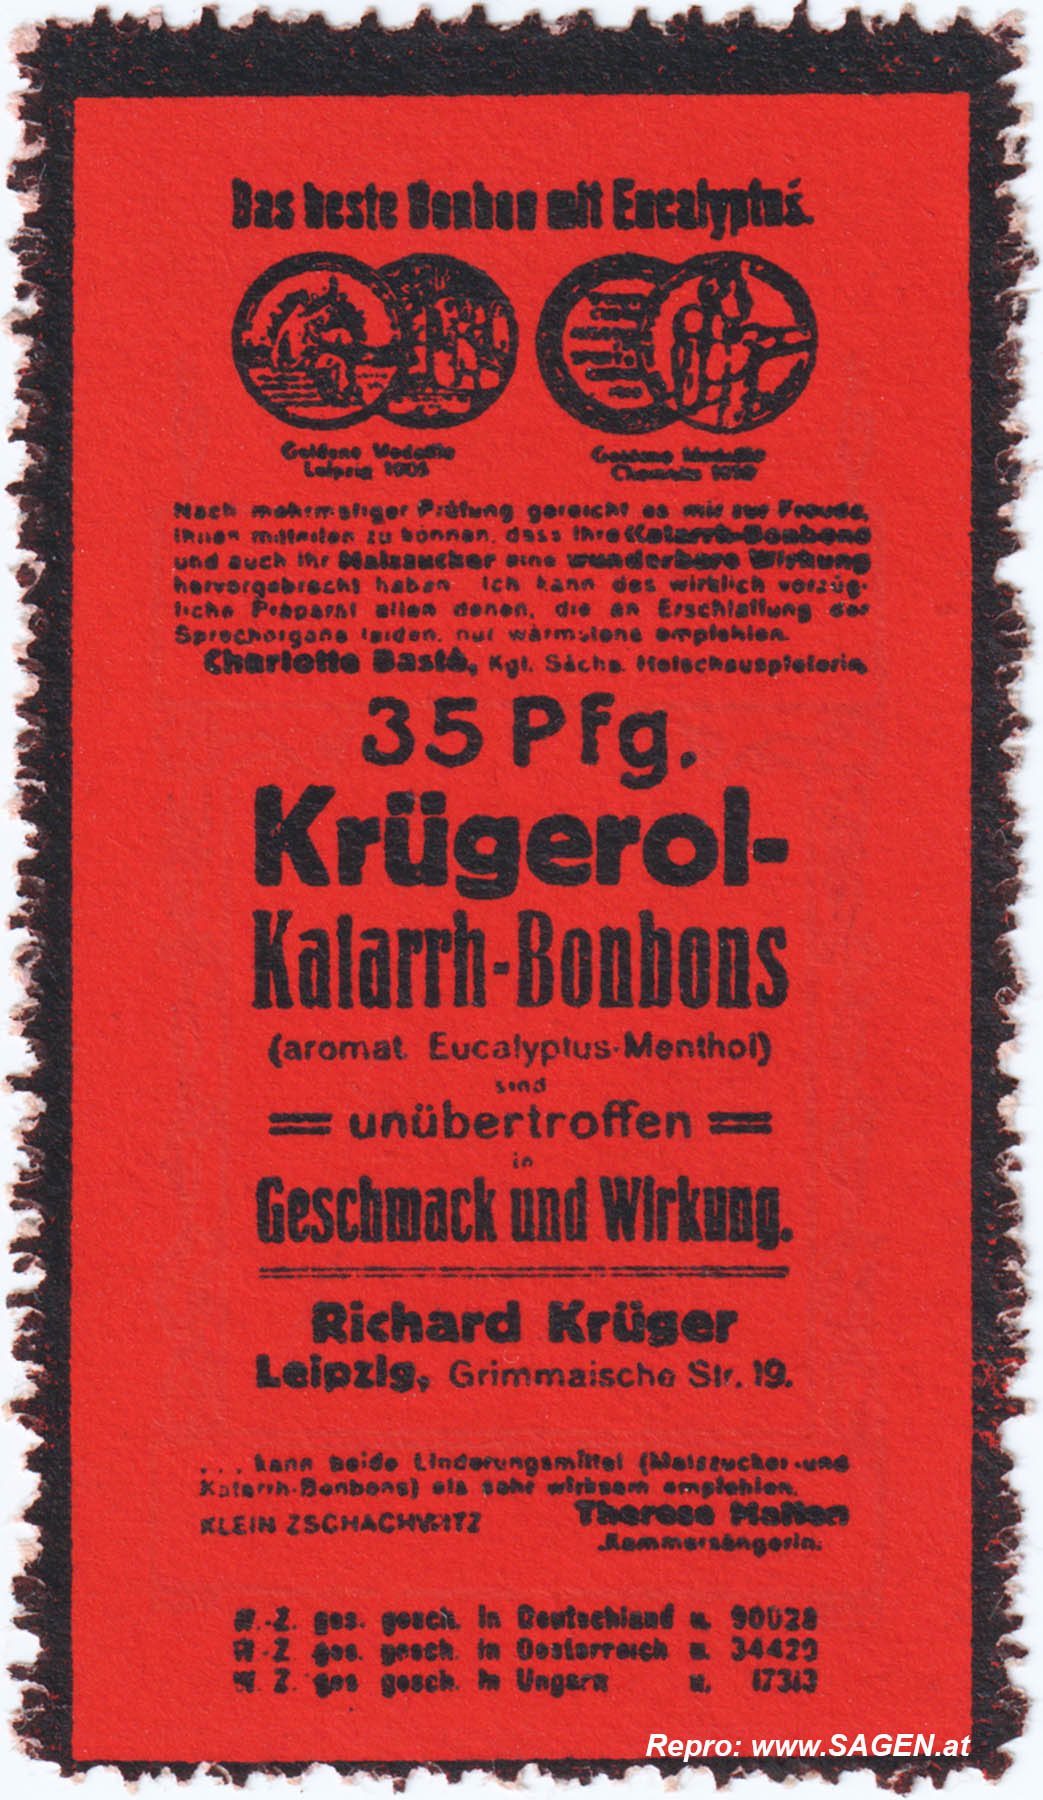 Das beste Bonbon mit Eucalyptus.
Goldene Medaille
Leipzig
Goldene Medaille
Chemnitz
Nach mehrmaliger Prüfung gereicht es mir zur Freude,
Ihnen mitteilen zu können, dass Ihre Katarrh-Bonbons
und auch Ihr Malzzucker eine wunderbare Wirkung
hervorgebracht haben. Ich kann des wirklich vorzüg-
liche Präparat allen denen, die an Erschlaffung der
Sprechorgane leiden, nur wärmstens empfehlen.
Charlotte Basté, Kgl. Sächs. Hofschauspielerin.
35 Pfg.
Krügerol-
Katarrh-Bonbons
(aromat. Eucalyptus-Menthol)
sind
unübertroffen
in
Geschmack und Wirkung.
Richard Krüger
Leipzig, Grimmaische Str. 19.
... kann beide Linderungsmittel (Malzzucker und
Katarrh-Bonbons) als sehr wirksam empfehlen.
KLEIN ZSCHACHWITZ
Therese Malten
Kammersängerin.
W.-Z. ges. gesch. in Deutschland u. 90028
W.-Z. ges. gesch. in Oesterreich u. 34429
W. Z. ges. gesch. in Ungarn u. 17313
Repro: www.SAGEN.at